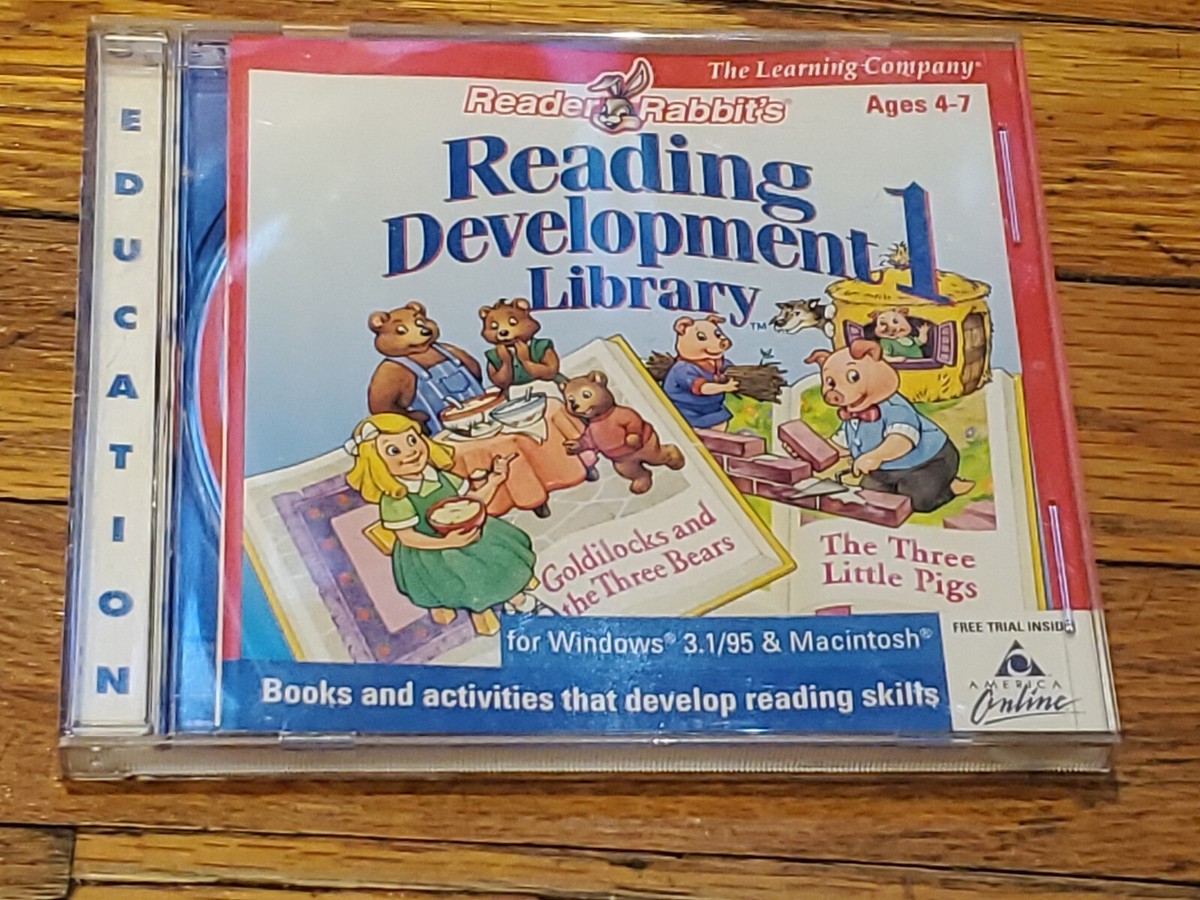 EDUCATION
The Learning Company®
Reader Rabbit's®
Ages 4-7
Reading
Development 1
Library™
Goldilocks and
the Three Bears
The Three
Little Pigs
for Windows® 3.1/95 & Macintosh®
Books and activities that develop reading skills
FREE TRIAL INSIDE
AMERICA
Online